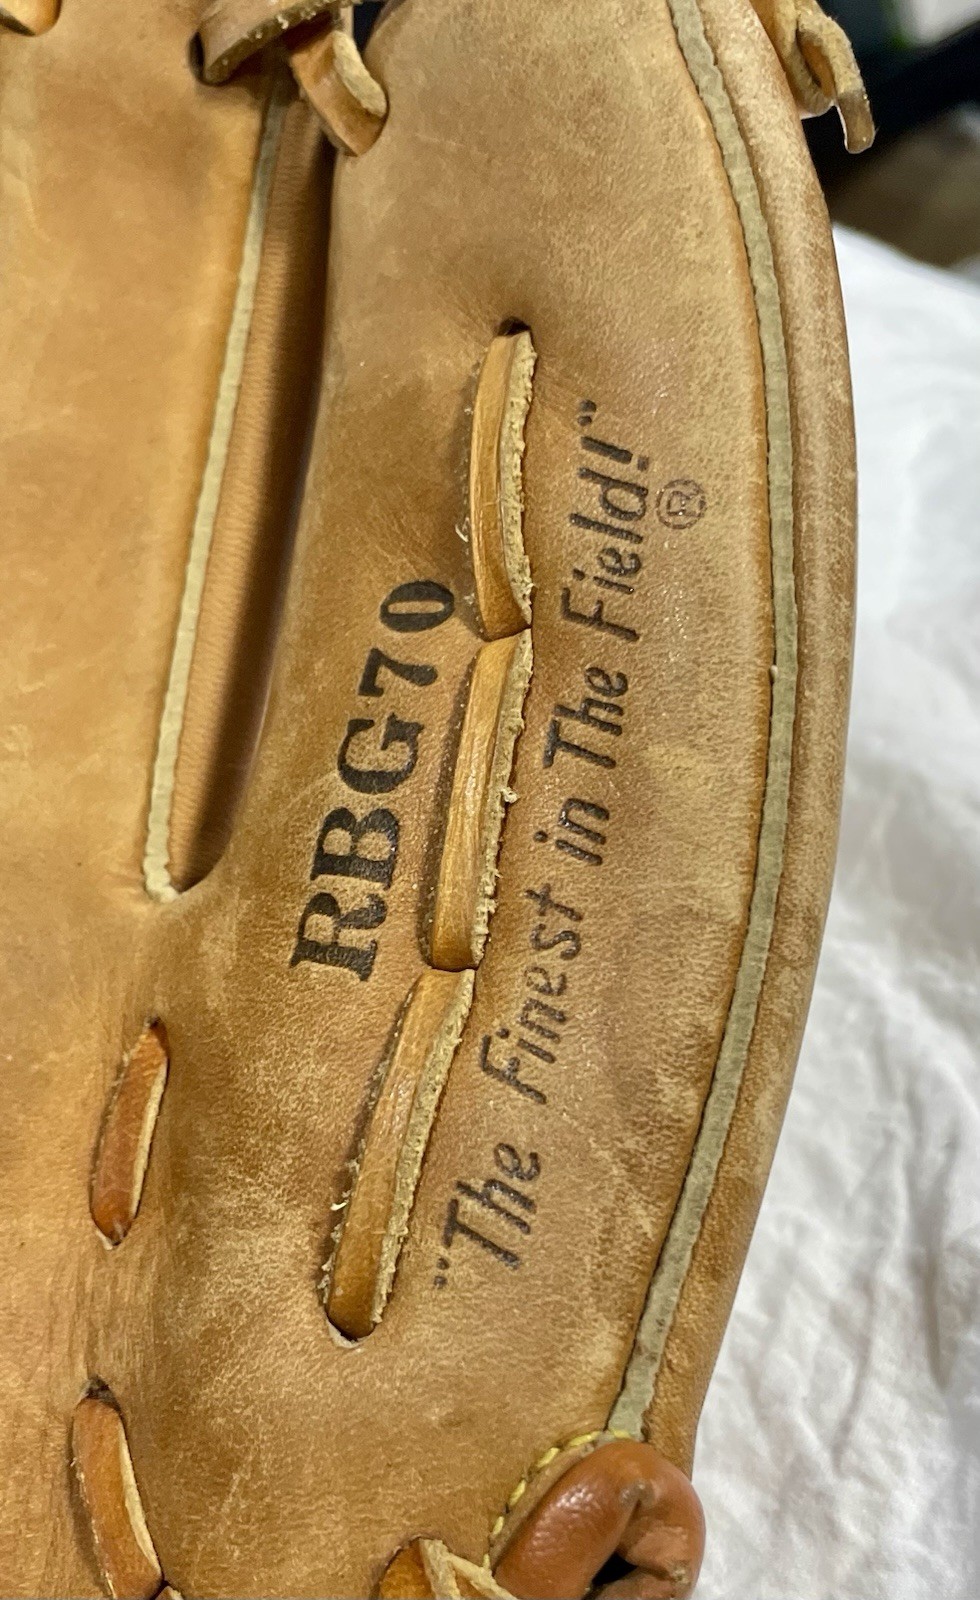 RBG70
"The Finest in The Field!"®